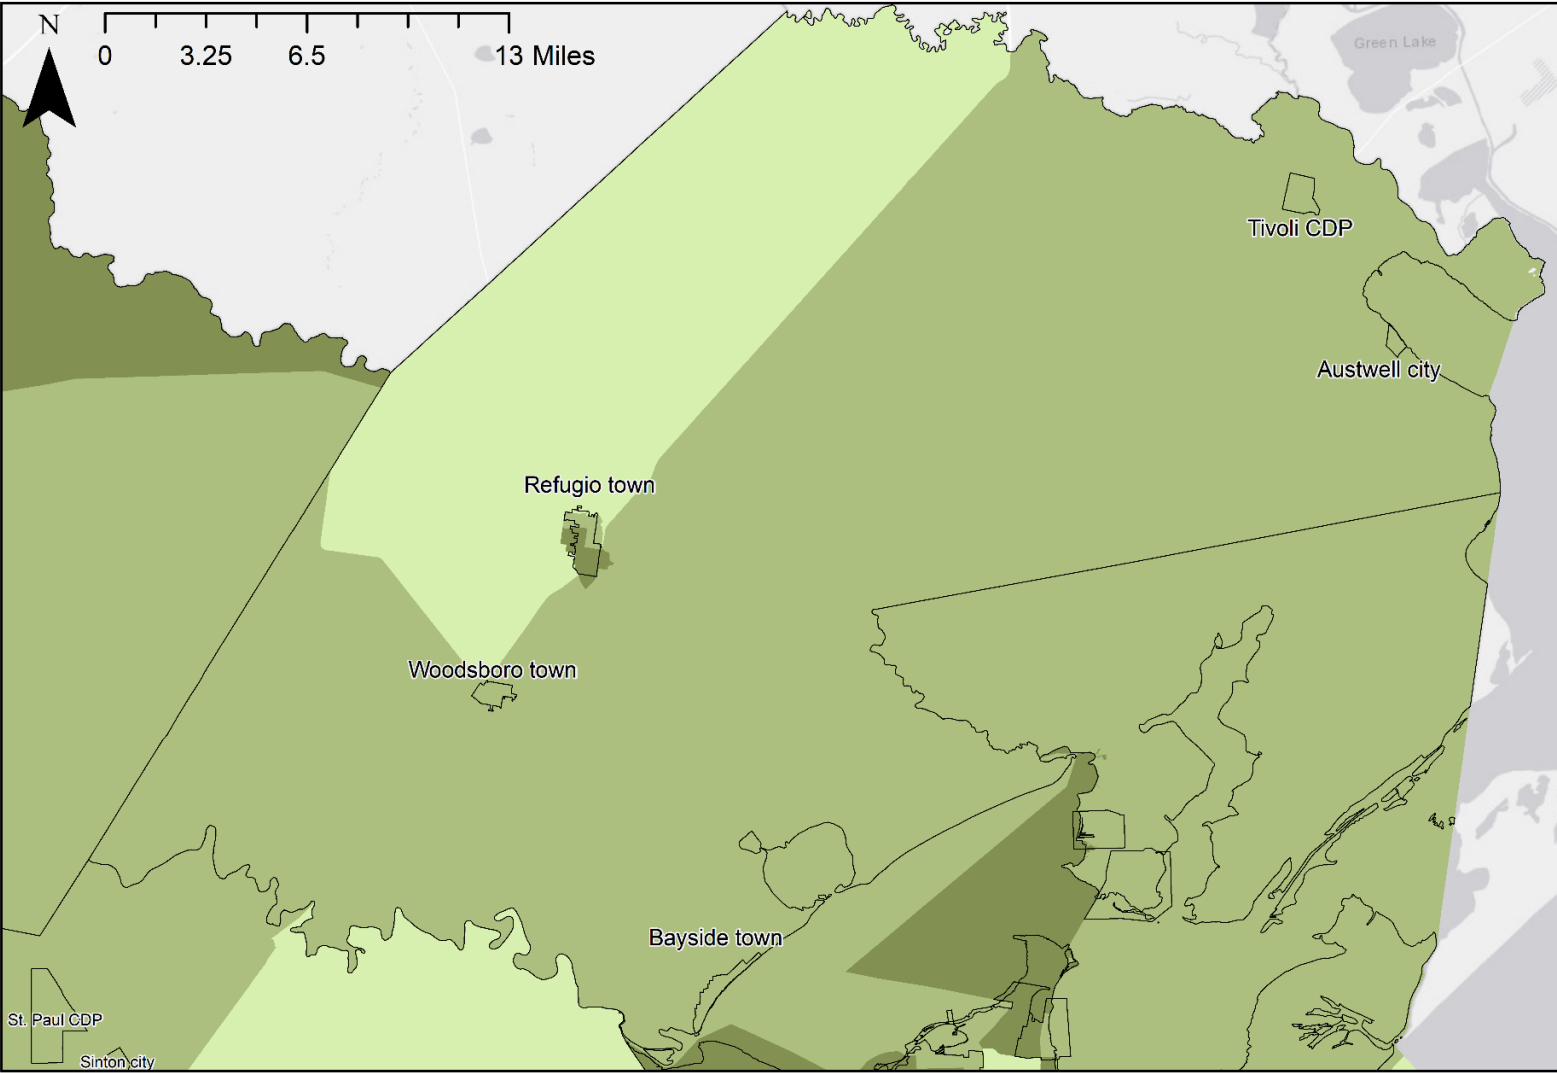 N
0 3.25 6.5 13 Miles
Green Lake
Tivoli CDP
Austwell city
Refugio town
Woodsboro town
Bayside town
St. Paul CDP
Sinton city